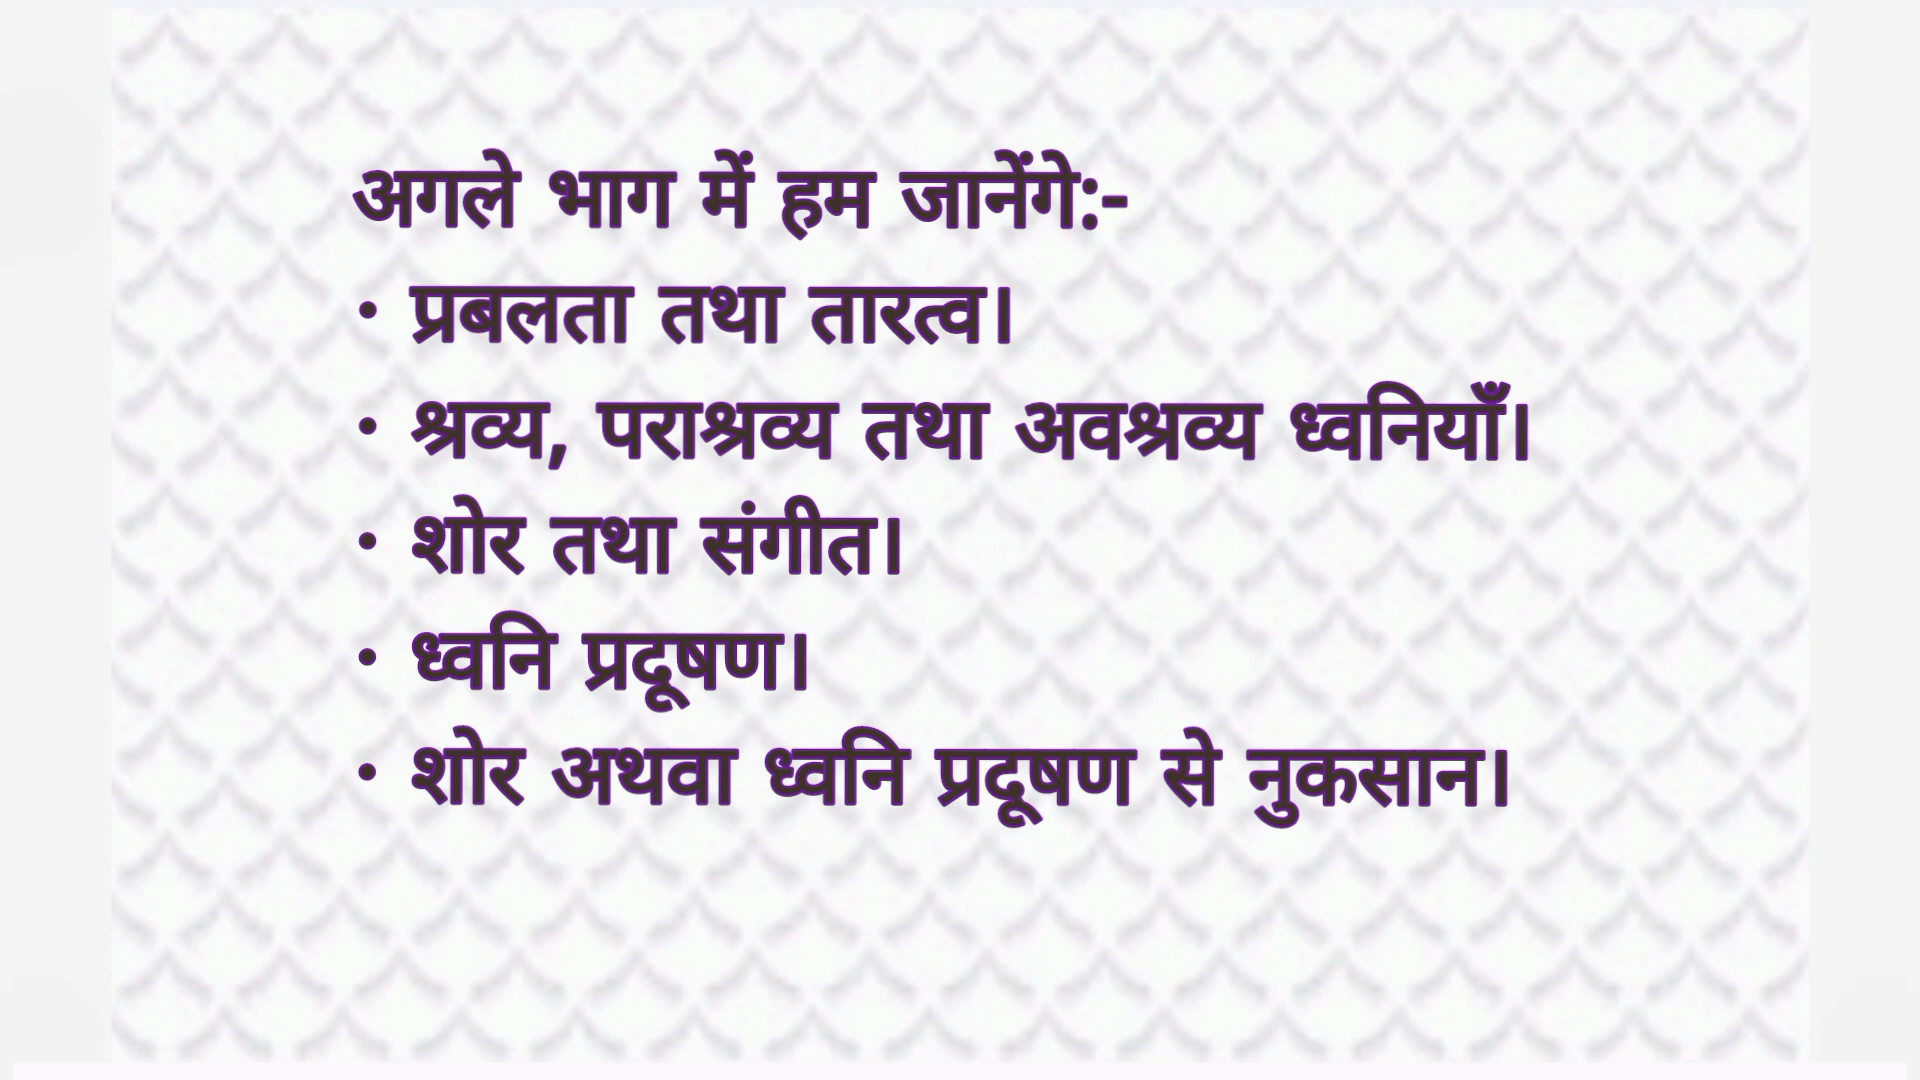 अगले भाग में हम जानेंगे:-
• प्रबलता तथा तारत्व।
• श्रव्य, पराश्रव्य तथा अवश्रव्य ध्वनियाँ।
• शोर तथा संगीत।
• ध्वनि प्रदूषण।
• शोर अथवा ध्वनि प्रदूषण से नुकसान।